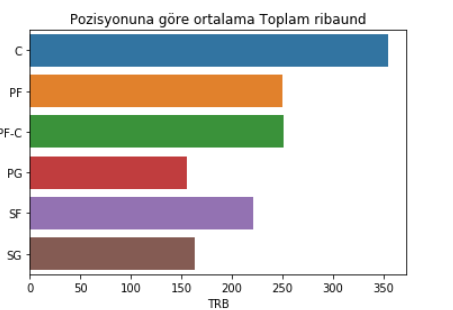 Pozisyonuna göre ortalama Toplam ribaund
C
PF
PF-C
PG
SF
SG
0 50 100 150 200 250 300 350
TRB